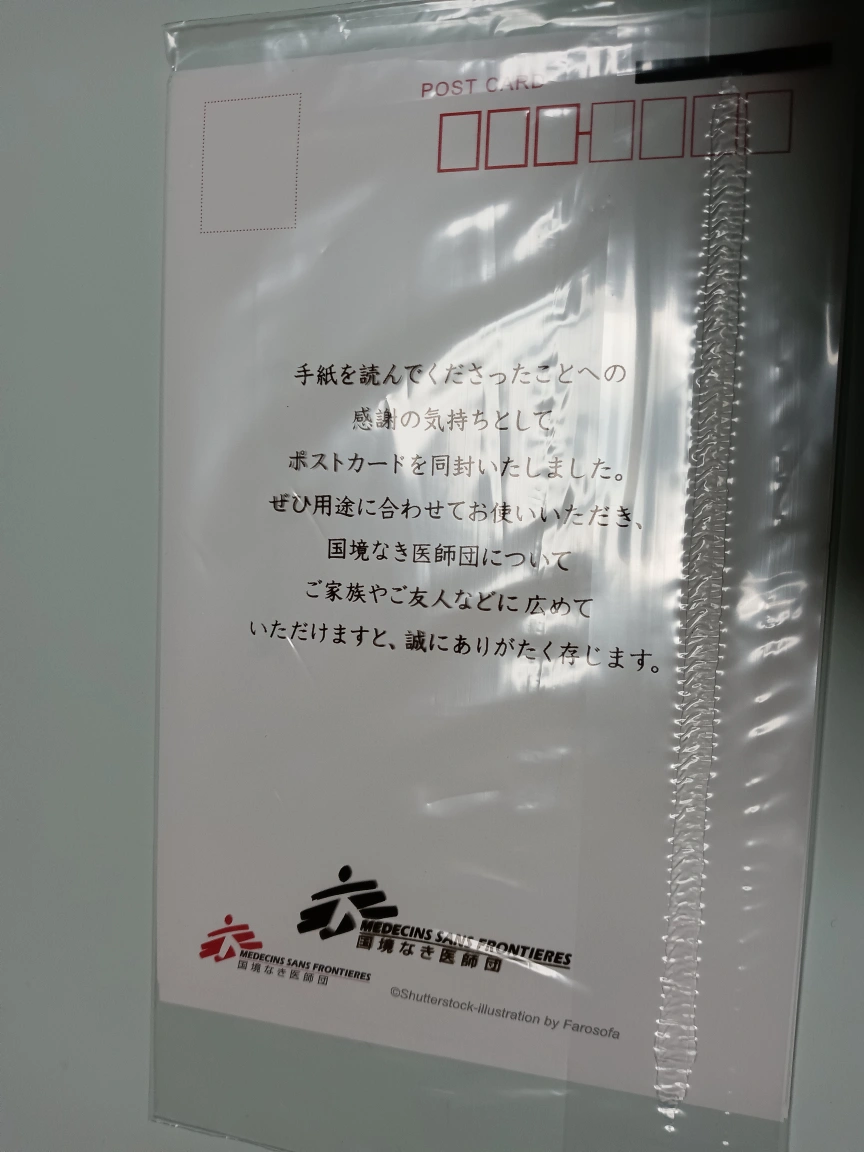 POST CARD
手紙を読んでくださったことへの
感謝の気持ちとして
ポストカードを同封いたしました。
ぜひ用途に合わせてお使いいただき、
国境なき医師団について
ご家族やご友人などに広めて
いただけますと、誠にありがたく存じます。
MEDECINS SANS FRONTIERES
国境なき医師団
MEDECINS SANS FRONTIERES
国境なき医師団
©Shutterstock-illustration by Farosofa